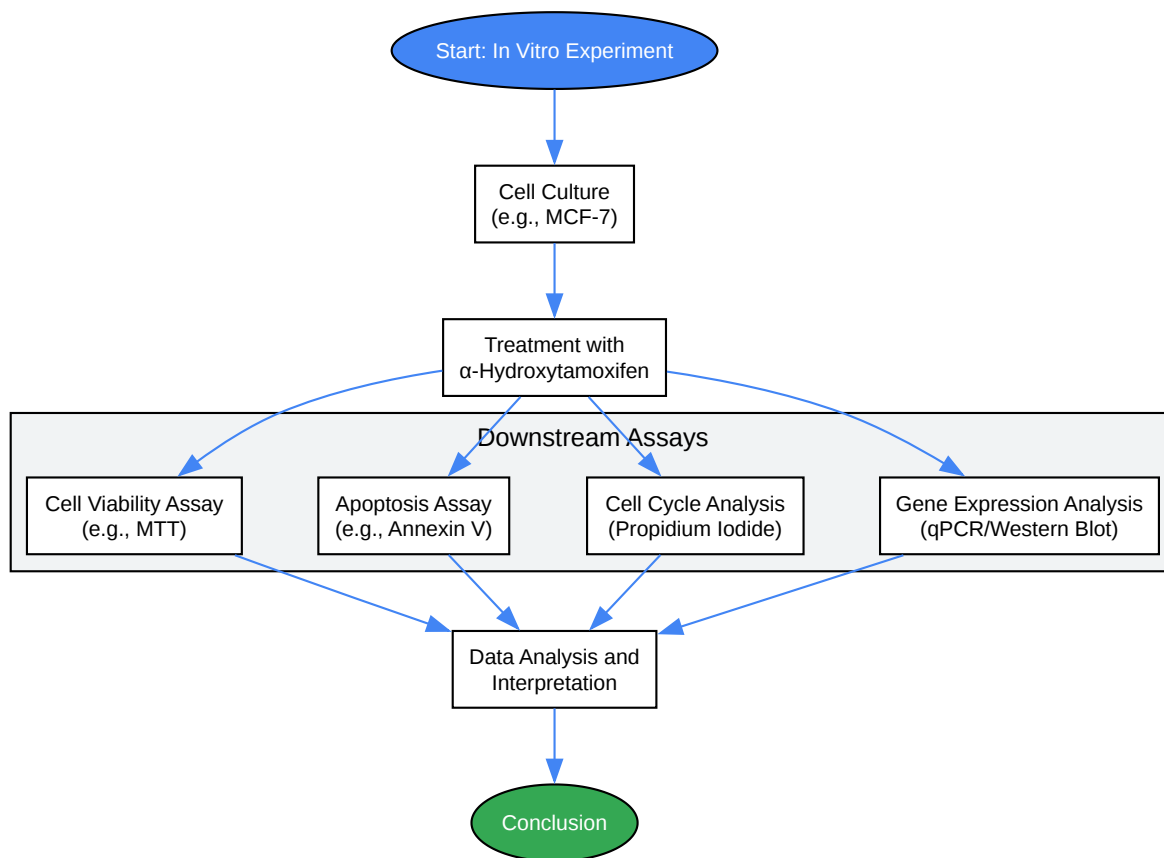 Start: In Vitro Experiment
Cell Culture
(e.g., MCF-7)
Treatment with
α-Hydroxytamoxifen
Downstream Assays
Cell Viability Assay
(e.g., MTT)
Apoptosis Assay
(e.g., Annexin V)
Cell Cycle Analysis
(Propidium Iodide)
Gene Expression Analysis
(qPCR/Western Blot)
Data Analysis and
Interpretation
Conclusion